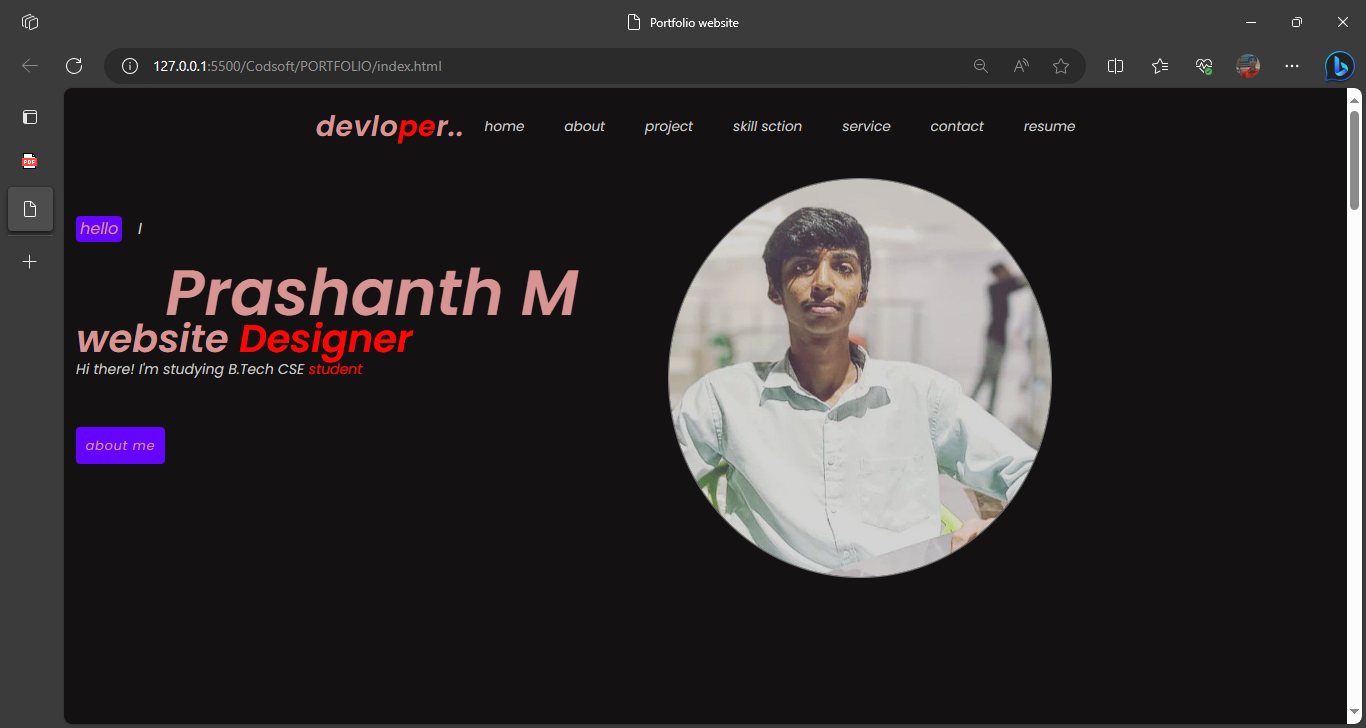 Portfolio website
127.0.0.1:5500/Codsoft/PORTFOLIO/index.html
devloper.. home about project skill sction service contact resume
hello I
Prashanth M
website Designer
Hi there! I'm studying B.Tech CSE student
about me
PDF